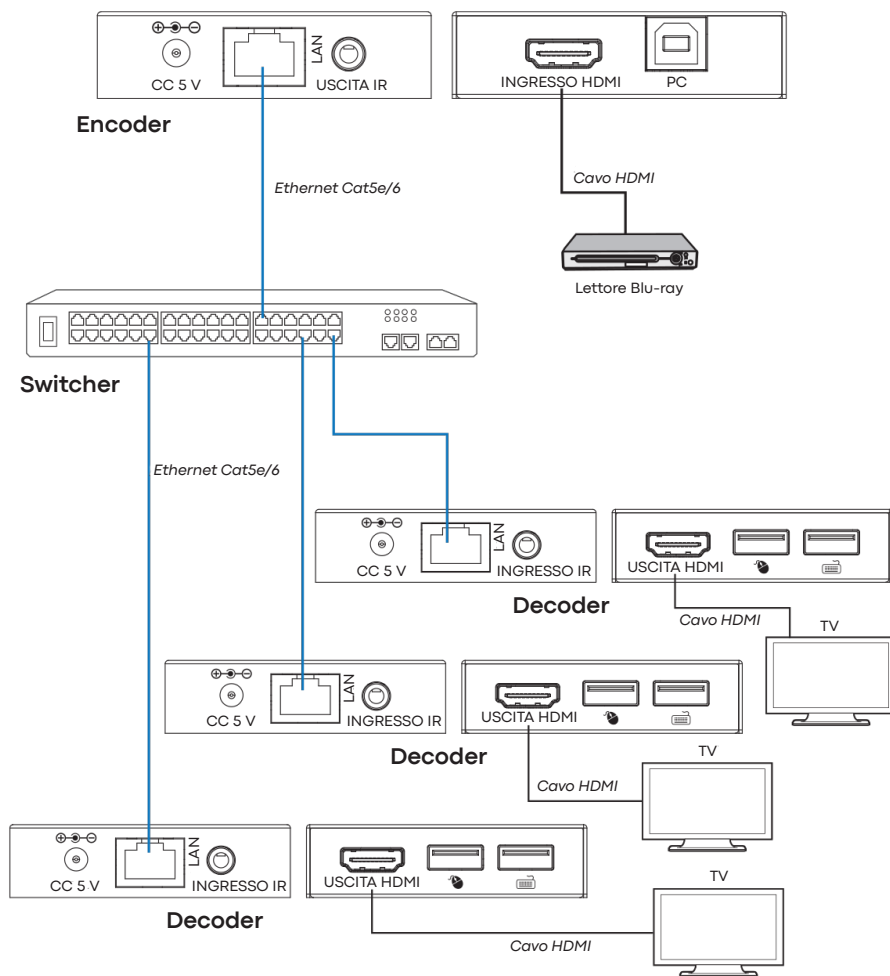 CC 5 V
LAN
USCITA IR
INGRESSO HDMI
PC
Encoder
Ethernet Cat5e/6
Cavo HDMI
Lettore Blu-ray
Switcher
Ethernet Cat5e/6
CC 5 V
LAN
INGRESSO IR
USCITA HDMI
Decoder
Cavo HDMI
TV
CC 5 V
LAN
INGRESSO IR
USCITA HDMI
Decoder
Cavo HDMI
TV
CC 5 V
LAN
INGRESSO IR
USCITA HDMI
Decoder
Cavo HDMI
TV